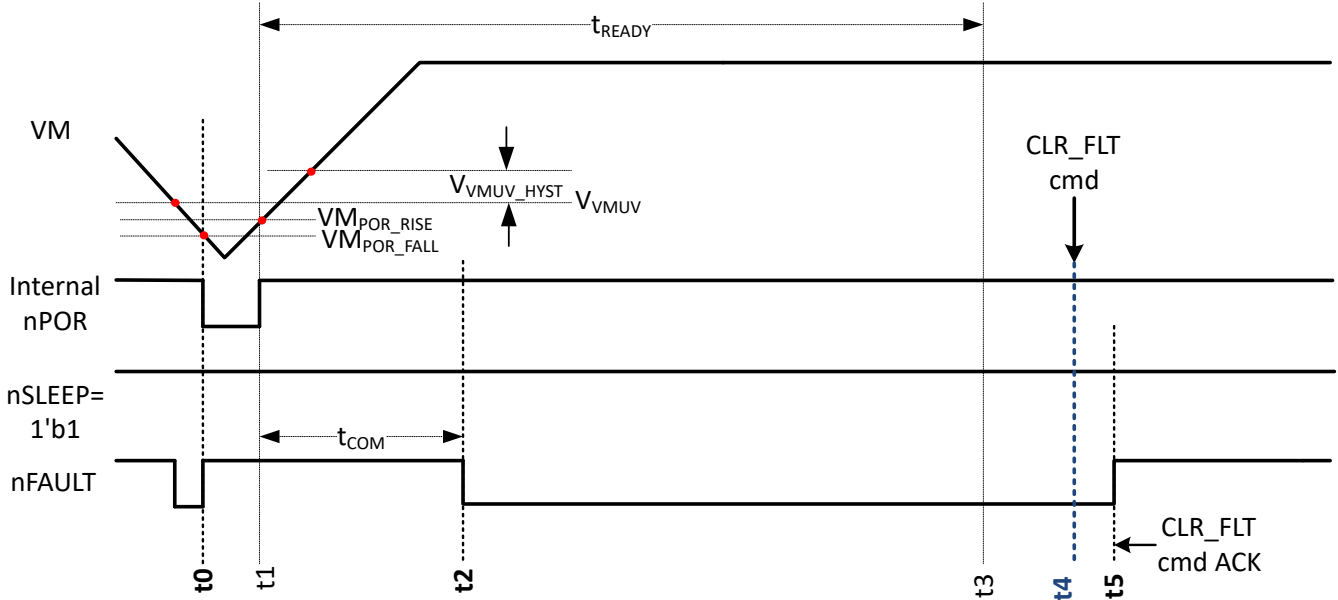 tREADY
VM
CLR_FLT
cmd
VVMUV_HYST
VVMUV
VMPOR_RISE
VMPOR_FALL
Internal
nPOR
nSLEEP=
1'b1
tCOM
nFAULT
CLR_FLT
cmd ACK
t0
t1
t2
t3
t4
t5